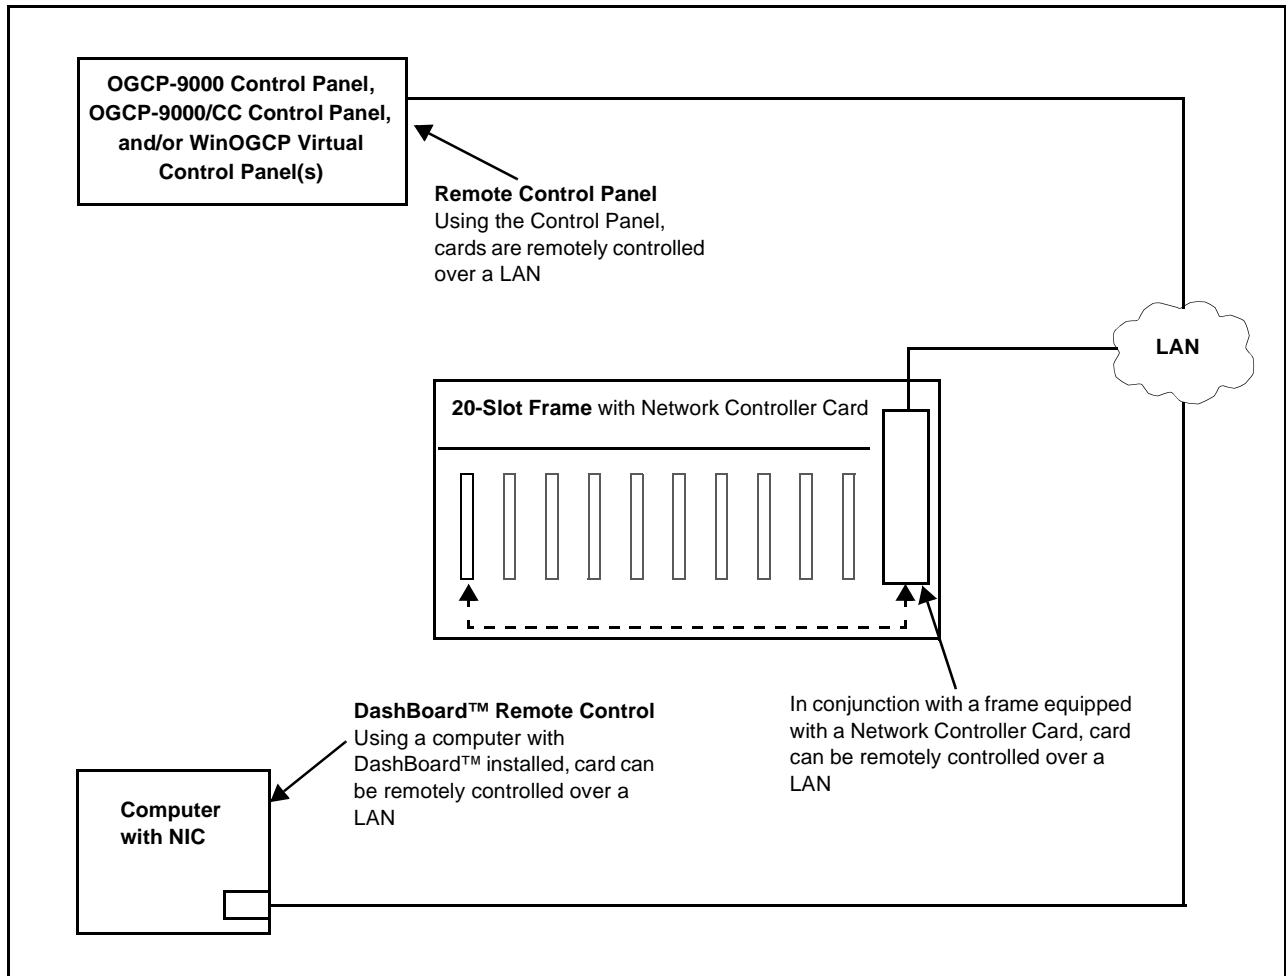 OGCP-9000 Control Panel,
OGCP-9000/CC Control Panel,
and/or WinOGCP Virtual
Control Panel(s)
Remote Control Panel
Using the Control Panel,
cards are remotely controlled
over a LAN
LAN
20-Slot Frame with Network Controller Card
DashBoard™ Remote Control
Using a computer with
DashBoard™ installed, card can
be remotely controlled over a
LAN
In conjunction with a frame equipped
with a Network Controller Card, card
can be remotely controlled over a
LAN
Computer
with NIC